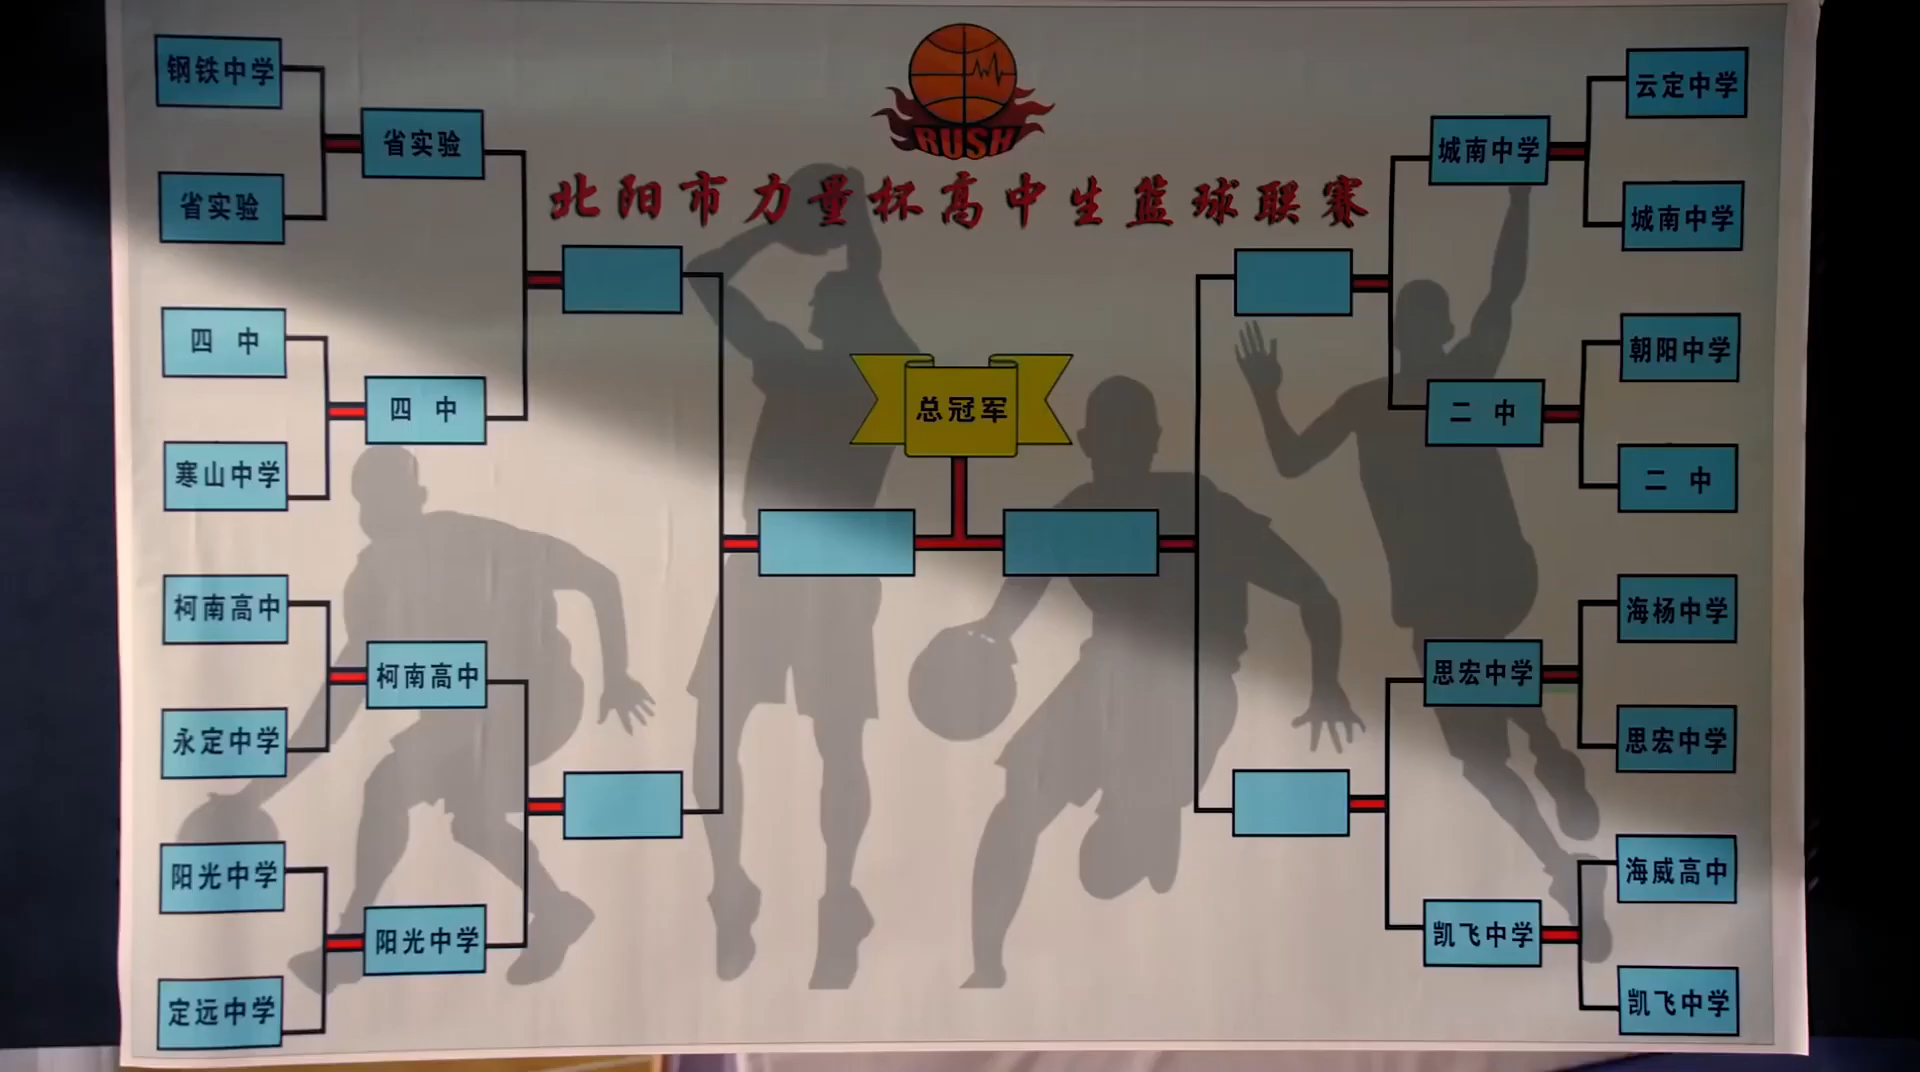 RUSH
北阳市力量杯高中生篮球联赛
钢铁中学
省实验
四 中
寒山中学
柯南高中
永定中学
阳光中学
定远中学
省实验
四 中
柯南高中
阳光中学
总冠军
城南中学
二 中
思宏中学
凯飞中学
云定中学
城南中学
朝阳中学
二 中
海杨中学
思宏中学
海威高中
凯飞中学